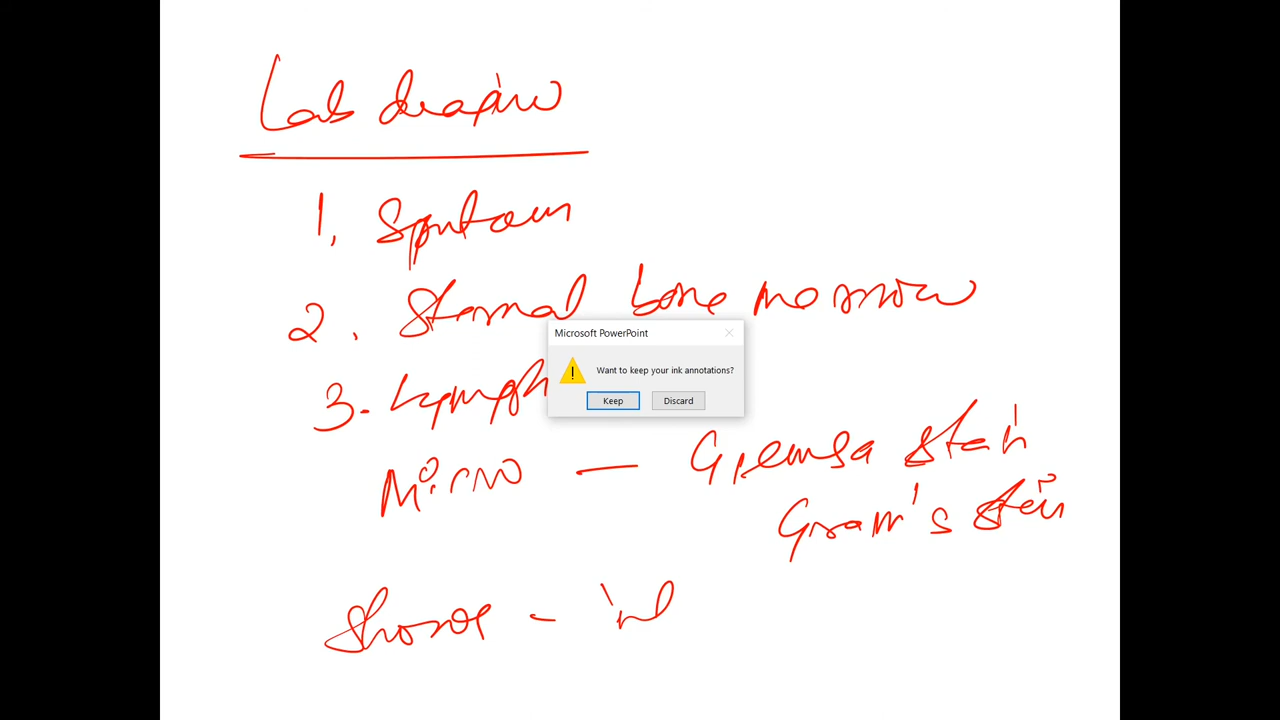 Lab
1. Sputum
2. Sternal bone marrow
3. Lymph
Micro — Giemsa stain
Gram's stain
Shows -
Microsoft PowerPoint
Want to keep your ink annotations?
Keep Discard